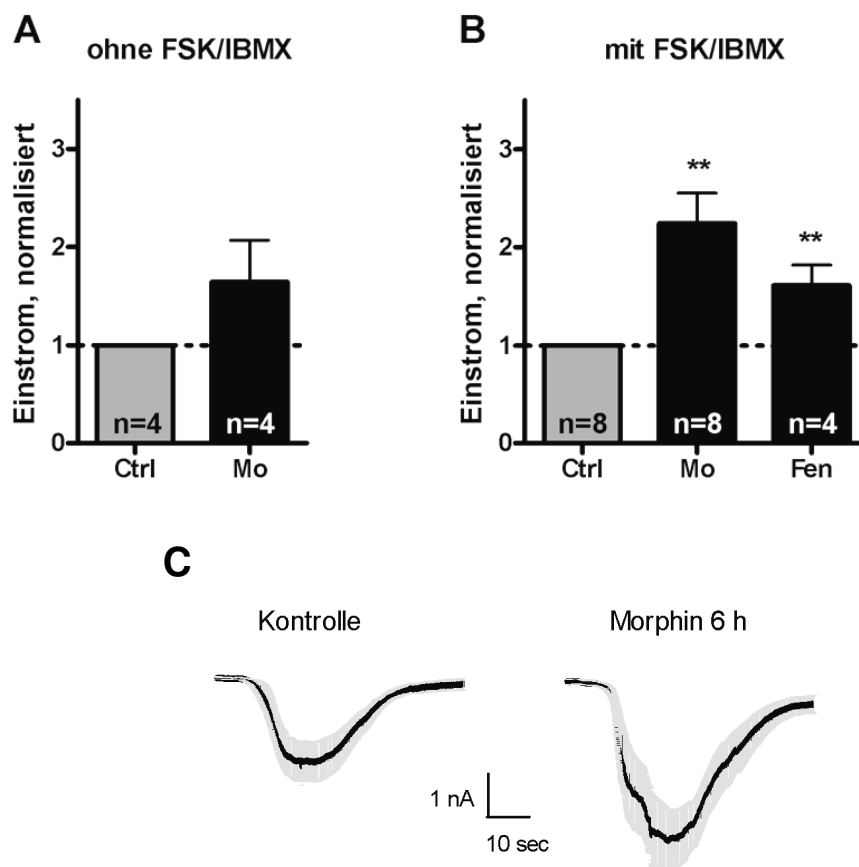 A
ohne FSK/IBMX
Einstrom, normalisiert
3
2
1
0
n=4
n=4
Ctrl
Mo
B
mit FSK/IBMX
Einstrom, normalisiert
3
2
1
0
**
**
n=8
n=8
n=4
Ctrl
Mo
Fen
C
Kontrolle
Morphin 6 h
1 nA
10 sec